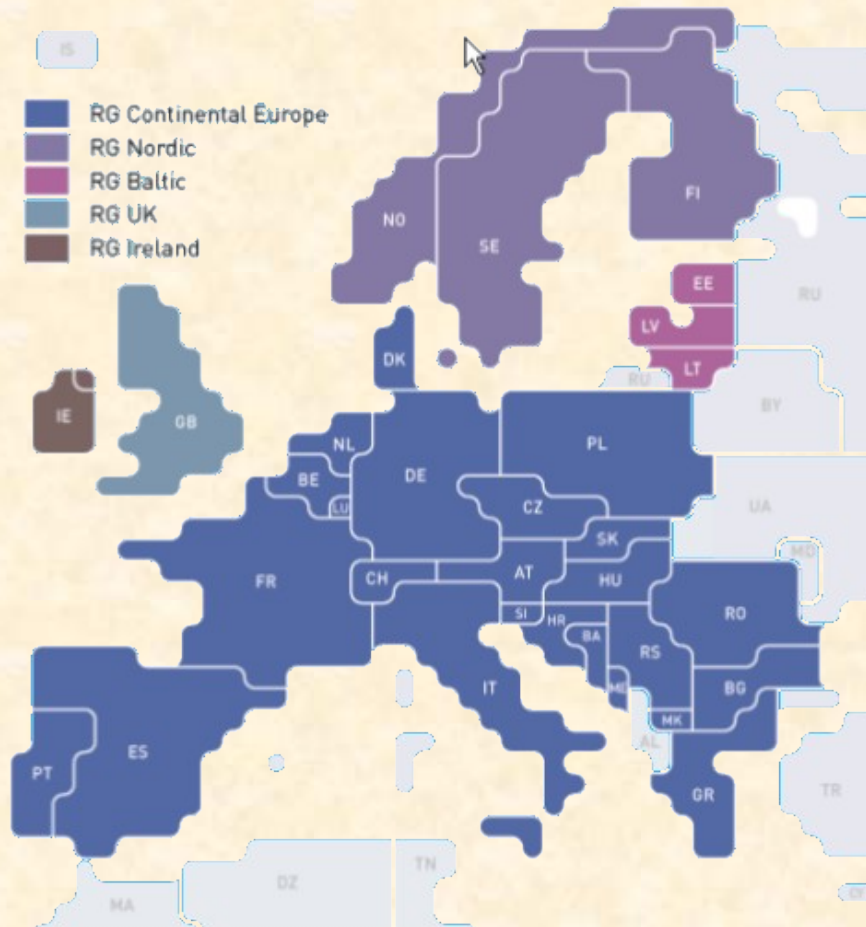 IS
RG Continental Europe
RG Nordic
RG Baltic
RG UK
RG Ireland
NO
SE
FI
EE
LV
LT
RU
RU
BY
DK
IE
GB
NL
BE
LU
DE
PL
CZ
UA
SK
MD
FR
CH
AT
HU
SI
HR
BA
RO
RS
IT
ME
BG
MK
AL
ES
PT
GR
TR
TN
DZ
MA